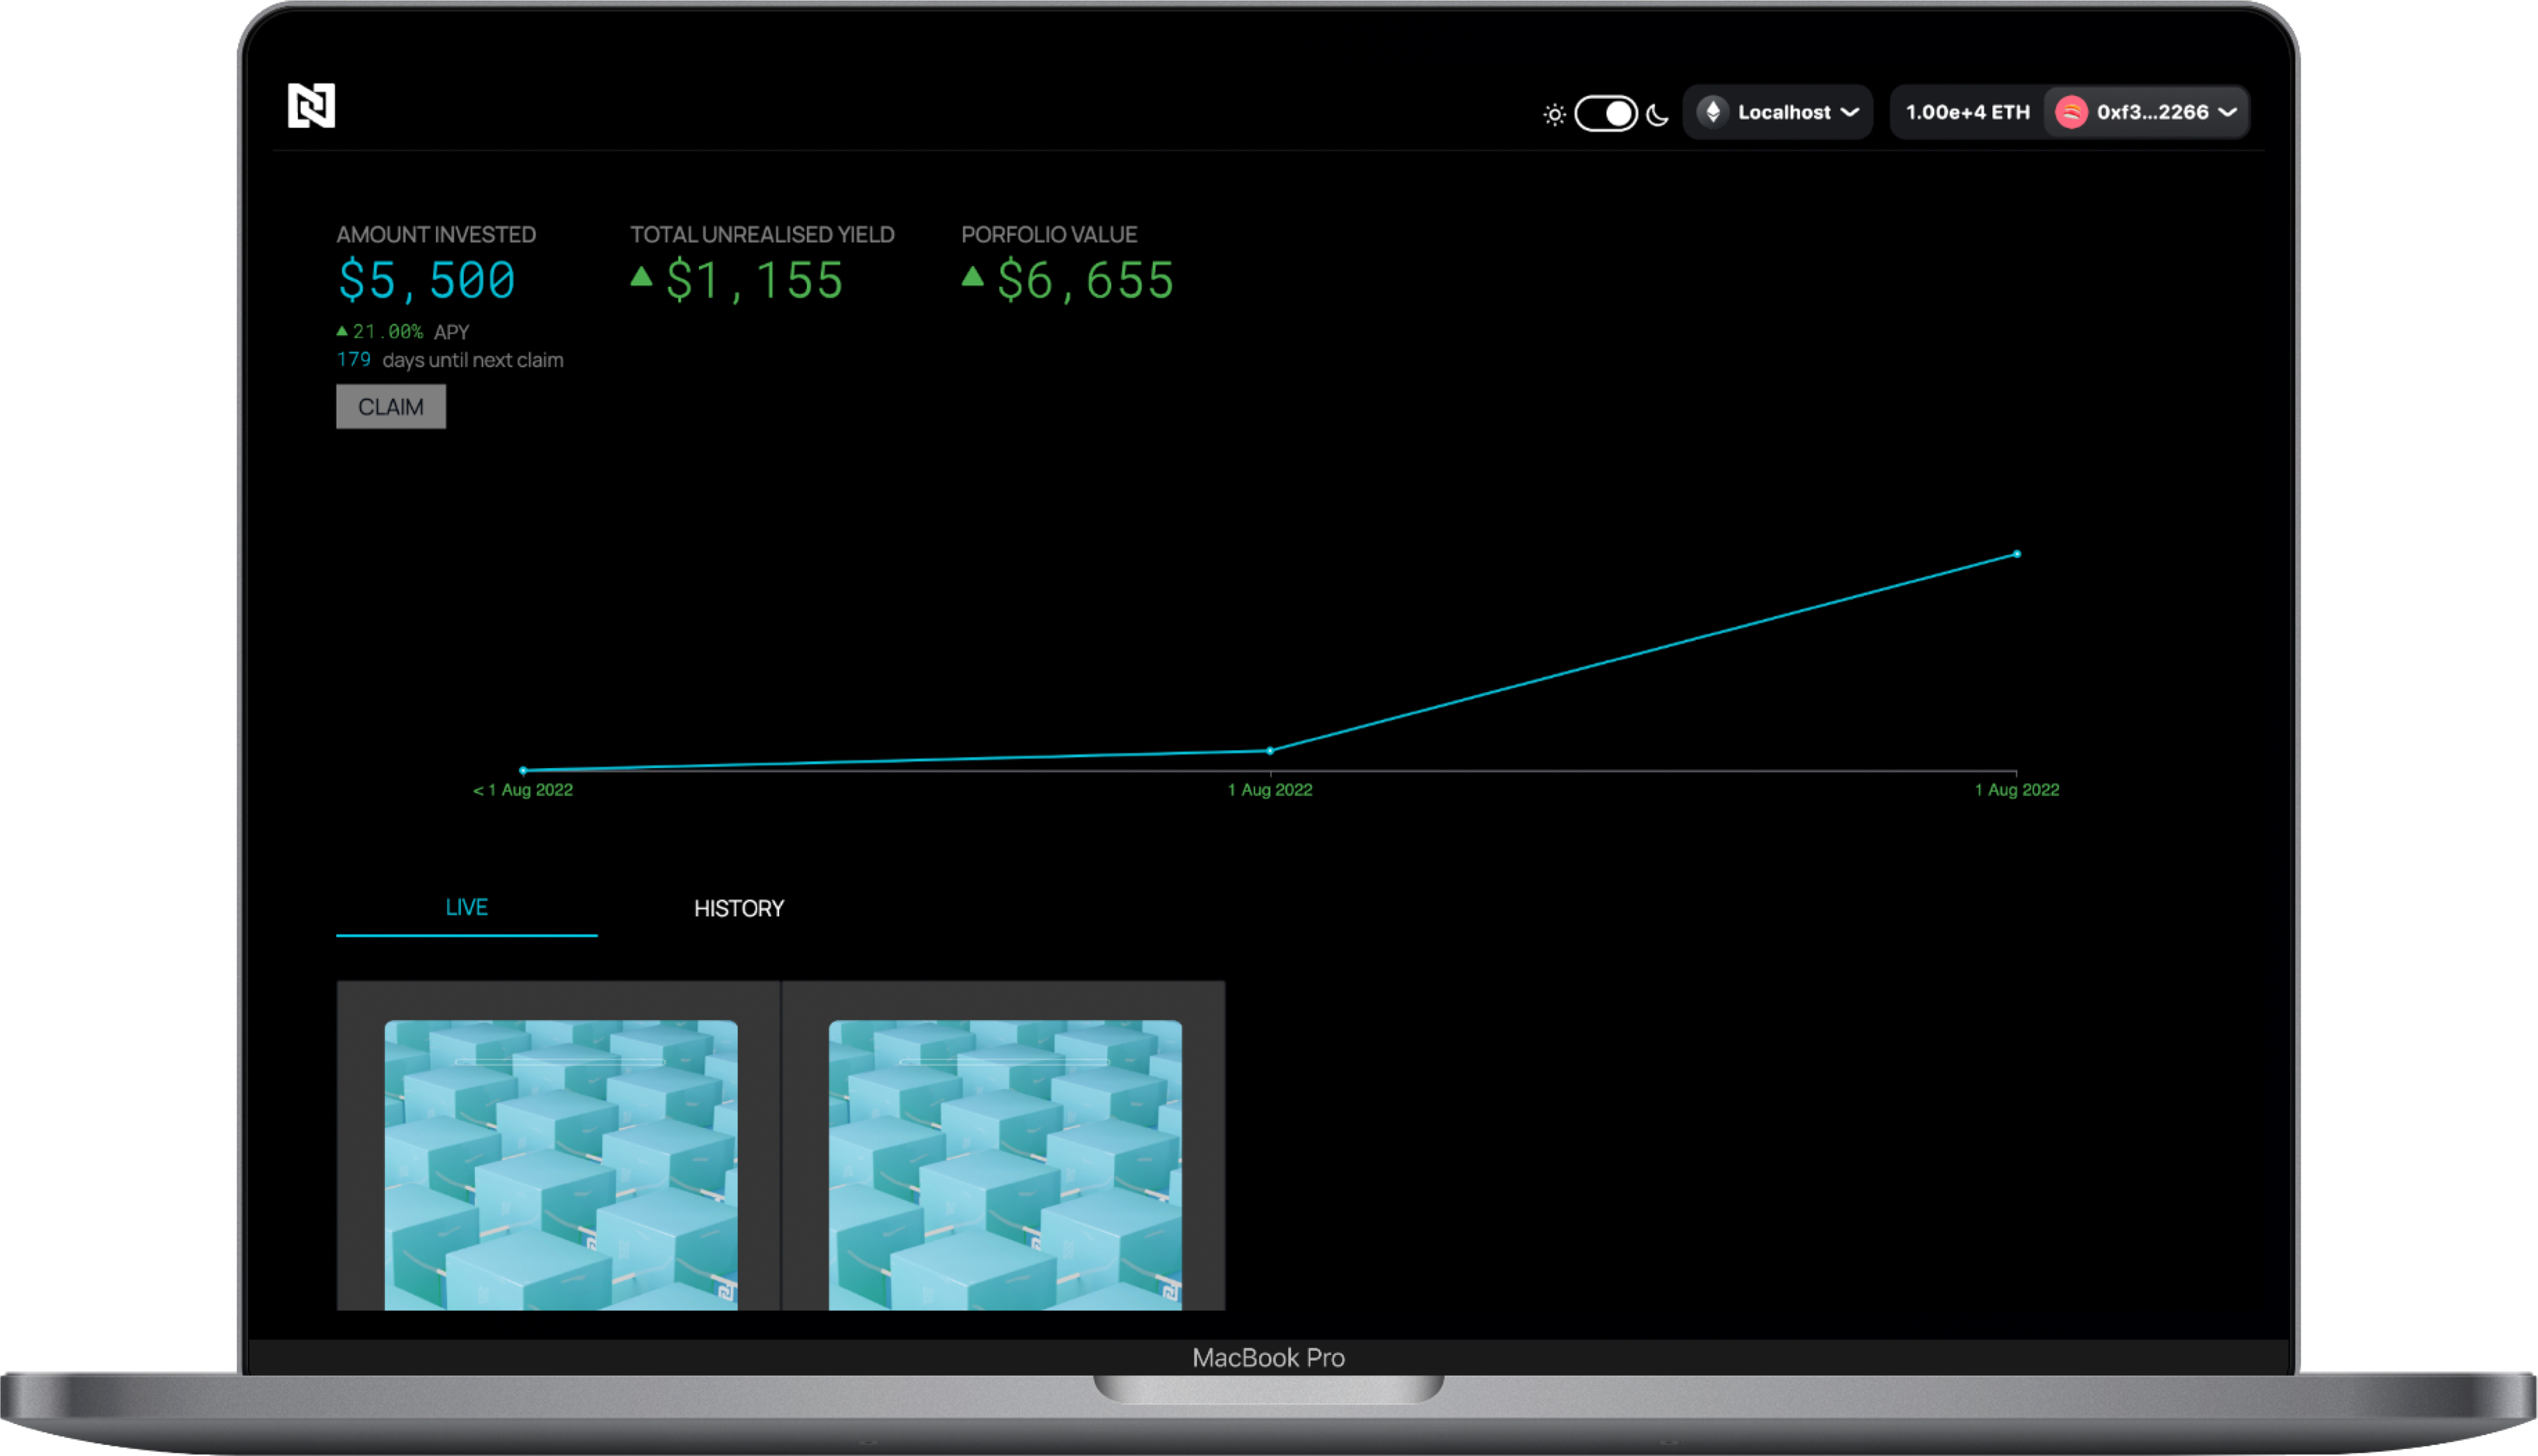 Localhost
1.00e+4 ETH
0xf3...2266
AMOUNT INVESTED
$5,500
21.00% APY
179 days until next claim
CLAIM
TOTAL UNREALISED YIELD
$1,155
PORFOLIO VALUE
$6,655
< 1 Aug 2022
1 Aug 2022
1 Aug 2022
LIVE
HISTORY
MacBook Pro